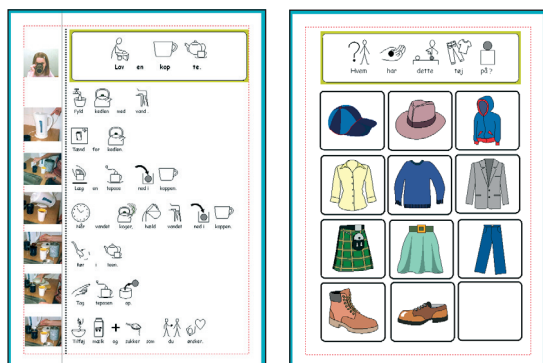 Lav en kop te.
Fyld kedlen med vand.
Tænd for kedlen.
Læg en tepose ned i koppen.
Når vandet koger, hæld vandet ned i koppen.
Rør i teen.
Tag teposen op.
Tilføj mælk og sukker som du ønsker.
Hvem har dette tøj på?